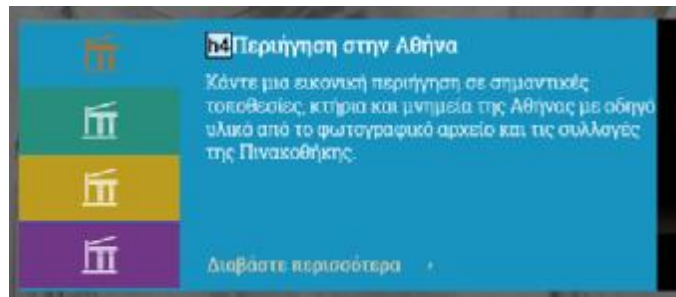 h4 Περιήγηση στην Αθήνα
Κάντε μια εικονική περιήγηση σε σημαντικές
τοποθεσίες, κτήρια και μνημεία της Αθήνας με οδηγό
υλικό από το φωτογραφικό αρχείο και τις συλλογές
της Πινακοθήκης.
Διαβάστε περισσότερα ›